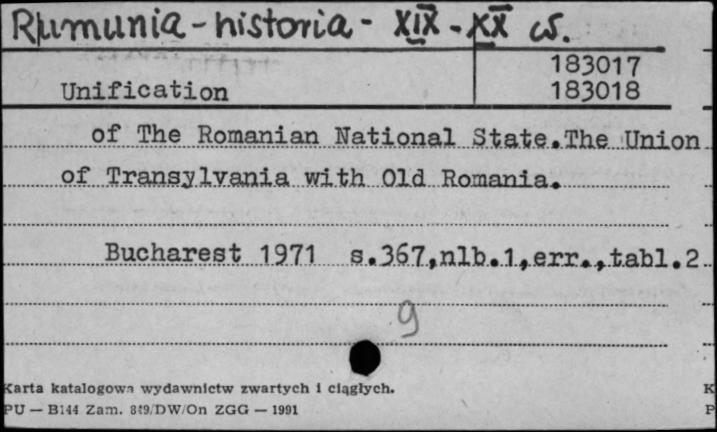 Rumunia - historia - XIX - XX w.
183017
Unification 183018
of The Romanian National State.The Union
of Transylvania with Old Romania.
Bucharest 1971 s.367,nlb.1,err.,tabl.2
9
Karta katalogowa wydawnictw zwartych i ciągłych. K
PU — B144 Zam. 849/DW/On ZGG — 1991 P